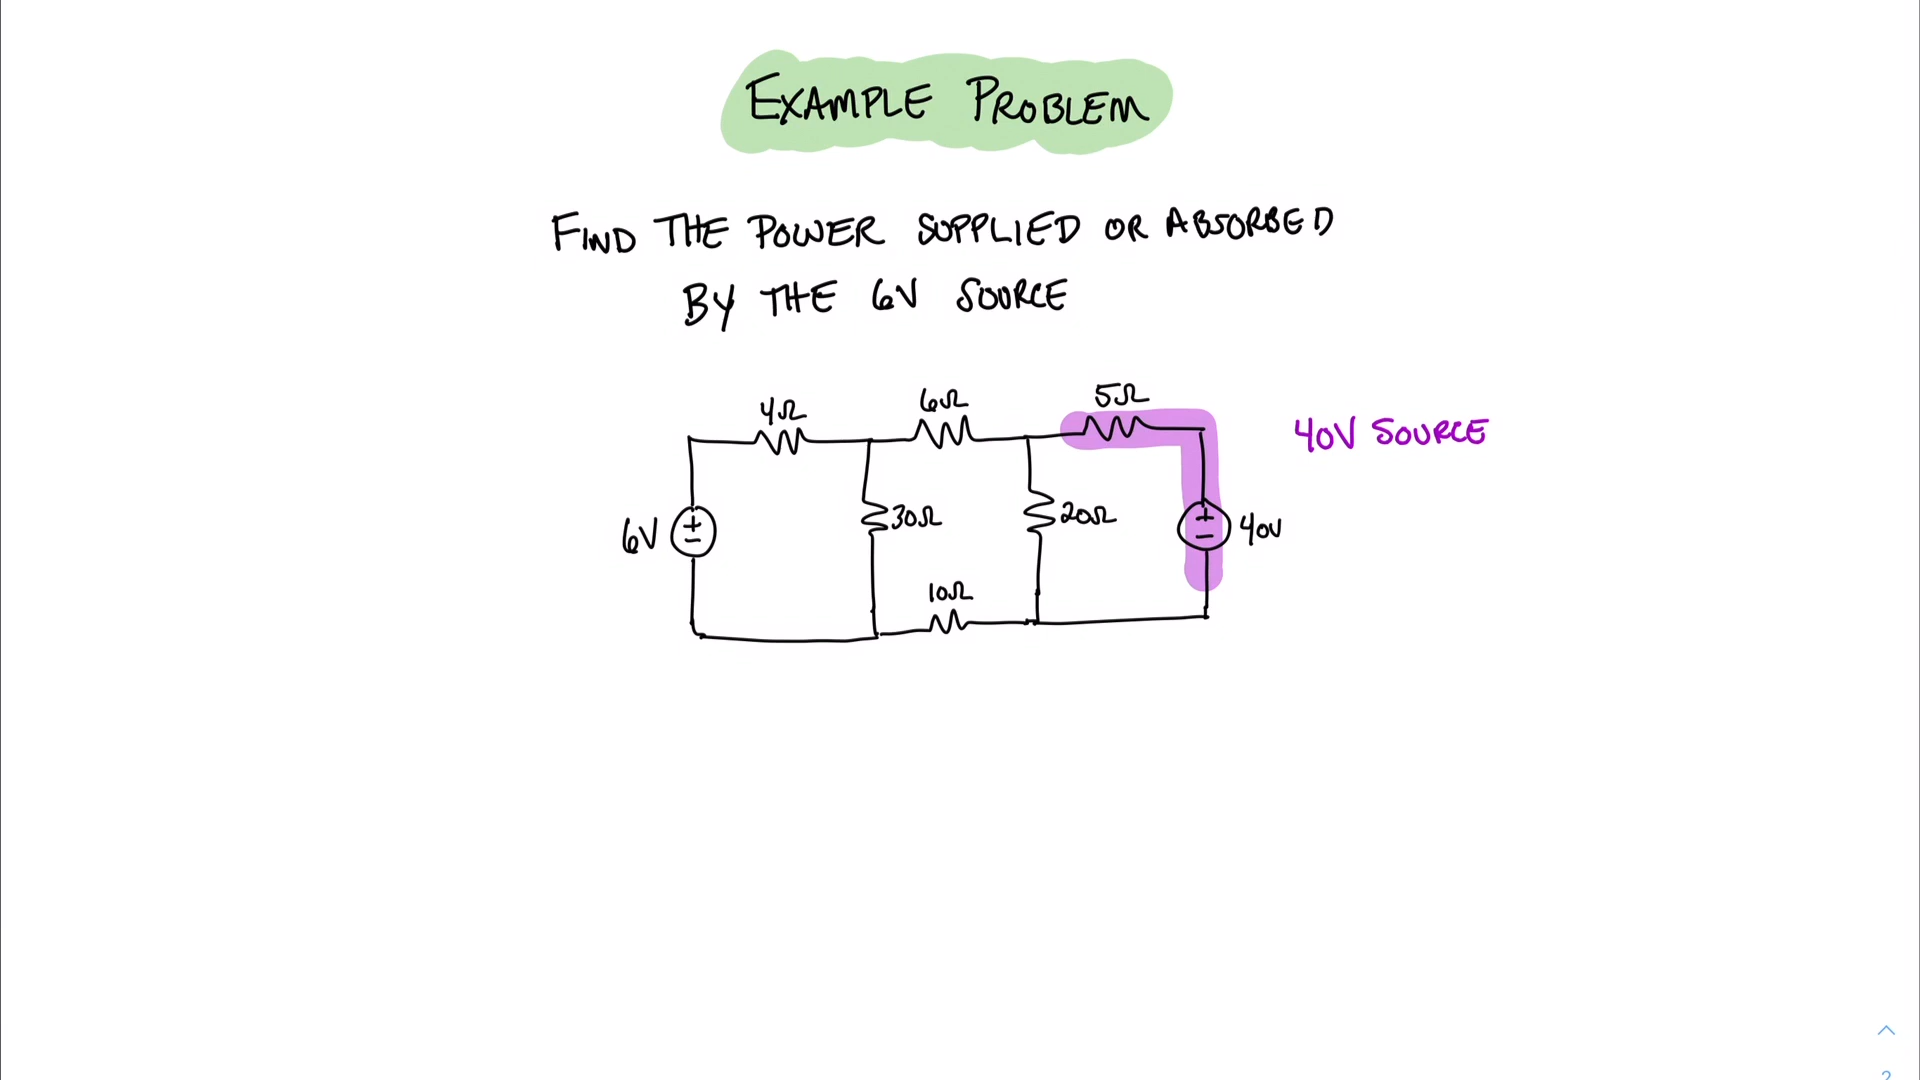 EXAMPLE PROBLEM
FIND THE POWER SUPPLIED OR ABSORBED
BY THE 6V SOURCE
4Ω 6Ω 5Ω
40V SOURCE
6V 30Ω 20Ω 40V
10Ω
2